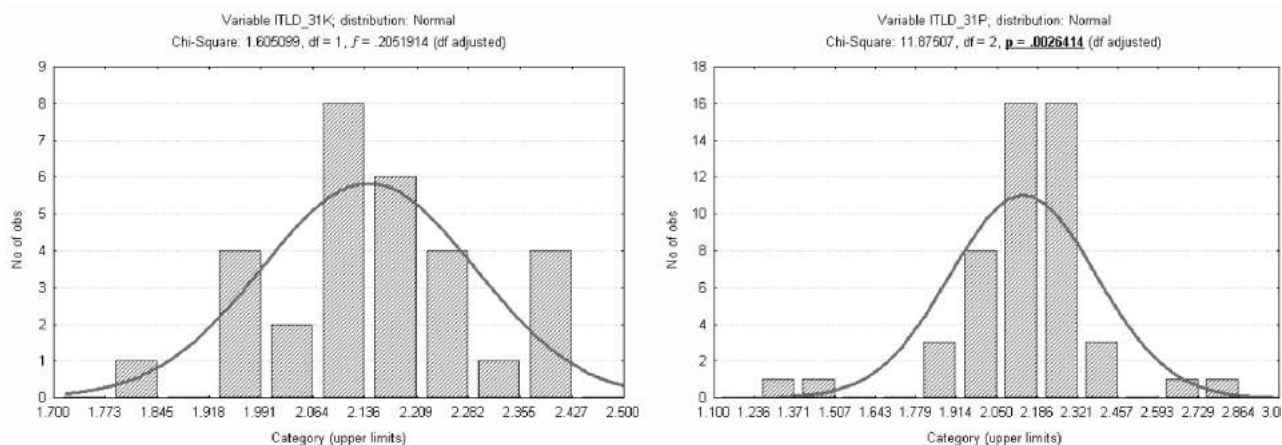 Variable ITLD_31K; distribution: Normal
Chi-Square: 1.605099, df = 1, ƒ = .2051914 (df adjusted)
9
8
7
6
5
4
3
2
1
0
No of obs
1.700 1.773 1.845 1.918 1.991 2.064 2.136 2.209 2.282 2.355 2.427 2.500
Category (upper limits)
Variable ITLD_31P; distribution: Normal
Chi-Square: 11.87507, df = 2, p = .0026414 (df adjusted)
18
16
14
12
10
8
6
4
2
0
No of obs
1.100 1.236 1.371 1.507 1.643 1.779 1.914 2.050 2.186 2.321 2.457 2.593 2.729 2.864 3.0
Category (upper limits)